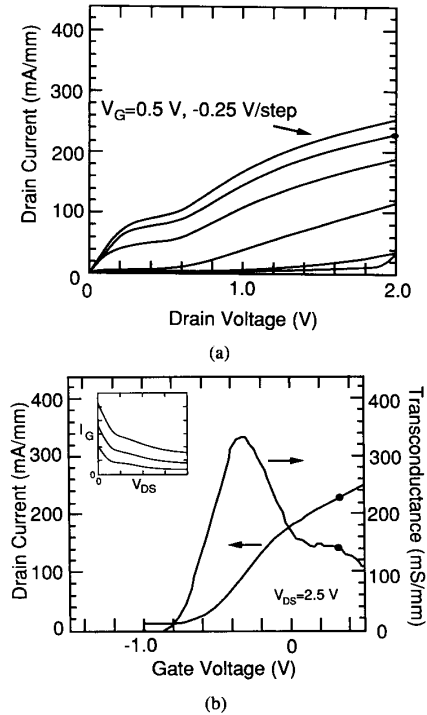 400
300
200
100
0
Drain Current (mA/mm)
V_G=0.5 V, -0.25 V/step
0 1.0 2.0
Drain Voltage (V)
(a)
400
300
200
100
0
Drain Current (mA/mm)
I_G
0
V_DS
400
300
200
100
0
Transconductance (mS/mm)
V_DS=2.5 V
-1.0 0
Gate Voltage (V)
(b)